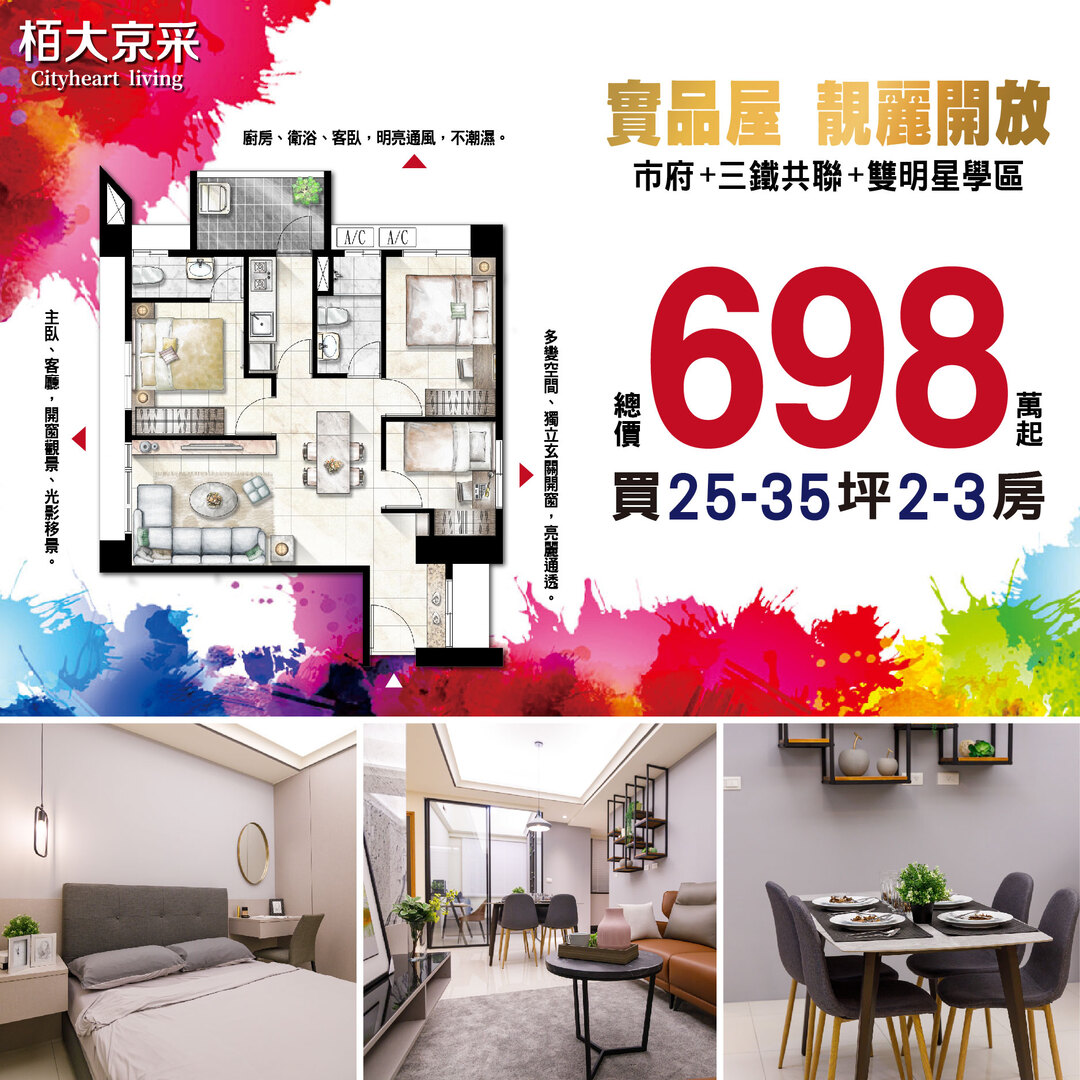 栢大京采
Cityheart living
廚房、衛浴、客臥，明亮通風，不潮濕。
實品屋 靚麗開放
市府+三鐵共聯+雙明星學區
A/C
A/C
主臥、客廳，開窗觀景、光影移景。
多變空間、獨立玄關開窗，亮麗通透。
總價
698
萬起
買25-35坪2-3房